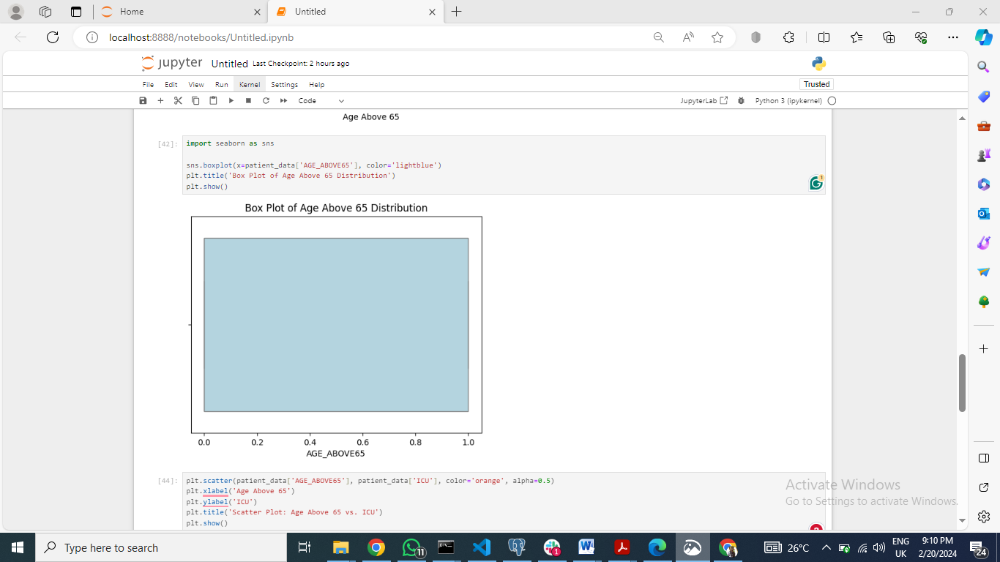 Home
Untitled
localhost:8888/notebooks/Untitled.ipynb
jupyter Untitled Last Checkpoint: 2 hours ago
File Edit View Run Kernel Settings Help
Trusted
Code
JupyterLab
Python 3 (ipykernel)
Age Above 65
[42]:
import seaborn as sns
sns.boxplot(x=patient_data['AGE_ABOVE65'], color='lightblue')
plt.title('Box Plot of Age Above 65 Distribution')
plt.show()
1
Box Plot of Age Above 65 Distribution
0.0 0.2 0.4 0.6 0.8 1.0
AGE_ABOVE65
[44]:
plt.scatter(patient_data['AGE_ABOVE65'], patient_data['ICU'], color='orange', alpha=0.5)
plt.xlabel('Age Above 65')
plt.ylabel('ICU')
plt.title('Scatter Plot: Age Above 65 vs. ICU')
plt.show()
Activate Windows
Go to Settings to activate Windows.
Type here to search
11
1
26°C
ENG
UK
9:10 PM
2/20/2024
24